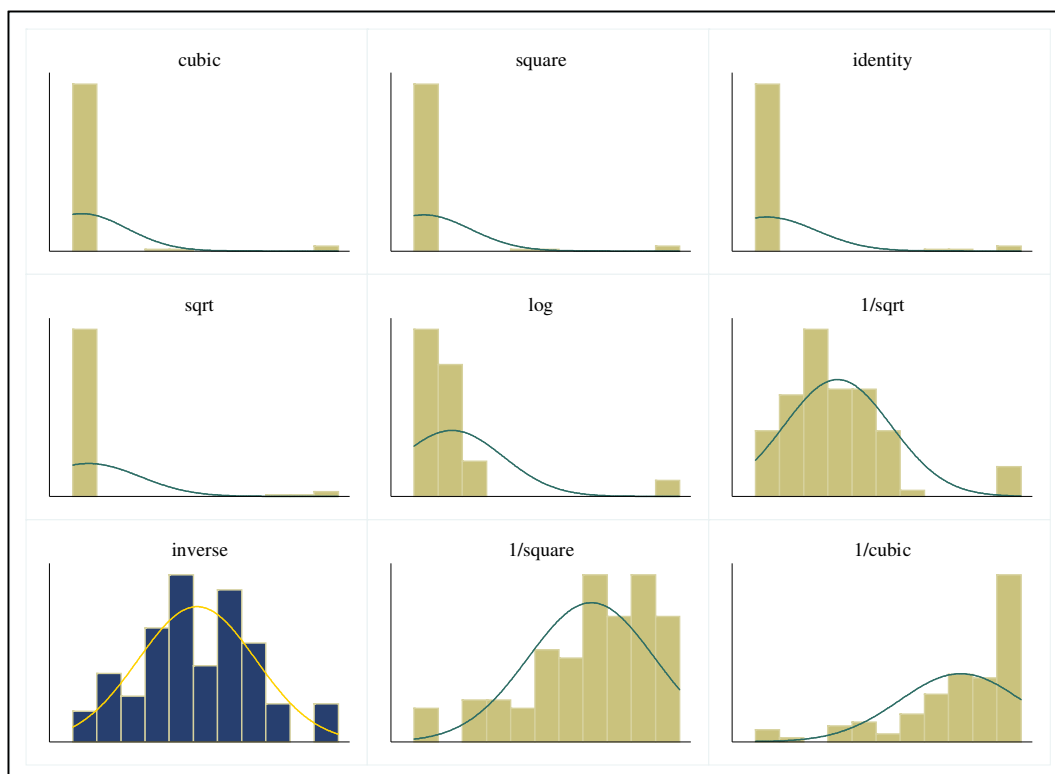 cubic
square
identity
sqrt
log
1/sqrt
inverse
1/square
1/cubic